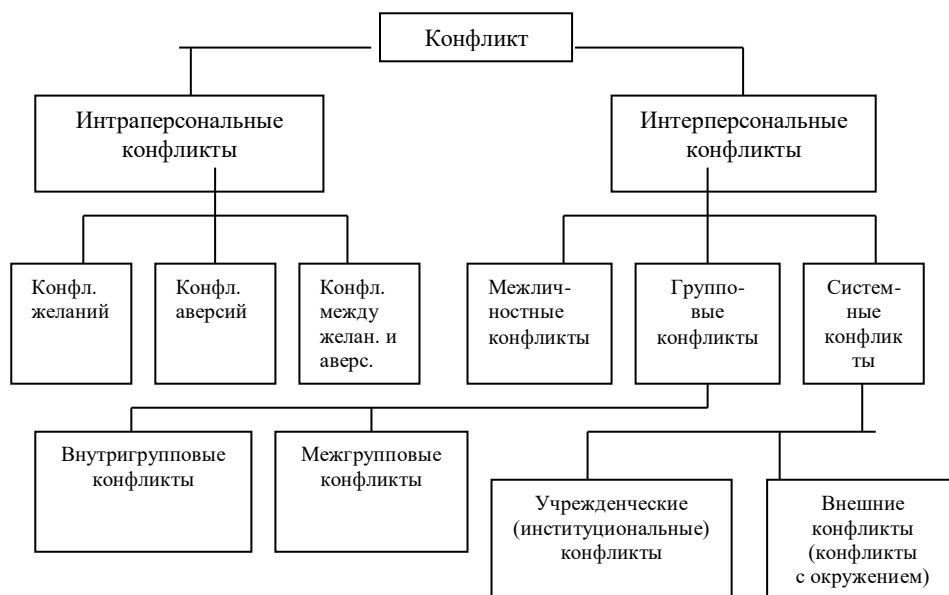 Конфликт
Интраперсональные
конфликты
Интерперсональные
конфликты
Конфл.
желаний
Конфл.
аверсий
Конфл.
между
желан. и
аверс.
Межлич-
ностные
конфликты
Группо-
вые
конфликты
Систем-
ные
конфлик
ты
Внутригрупповые
конфликты
Межгрупповые
конфликты
Учрежденческие
(институциональные)
конфликты
Внешние
конфликты
(конфликты
с окружением)